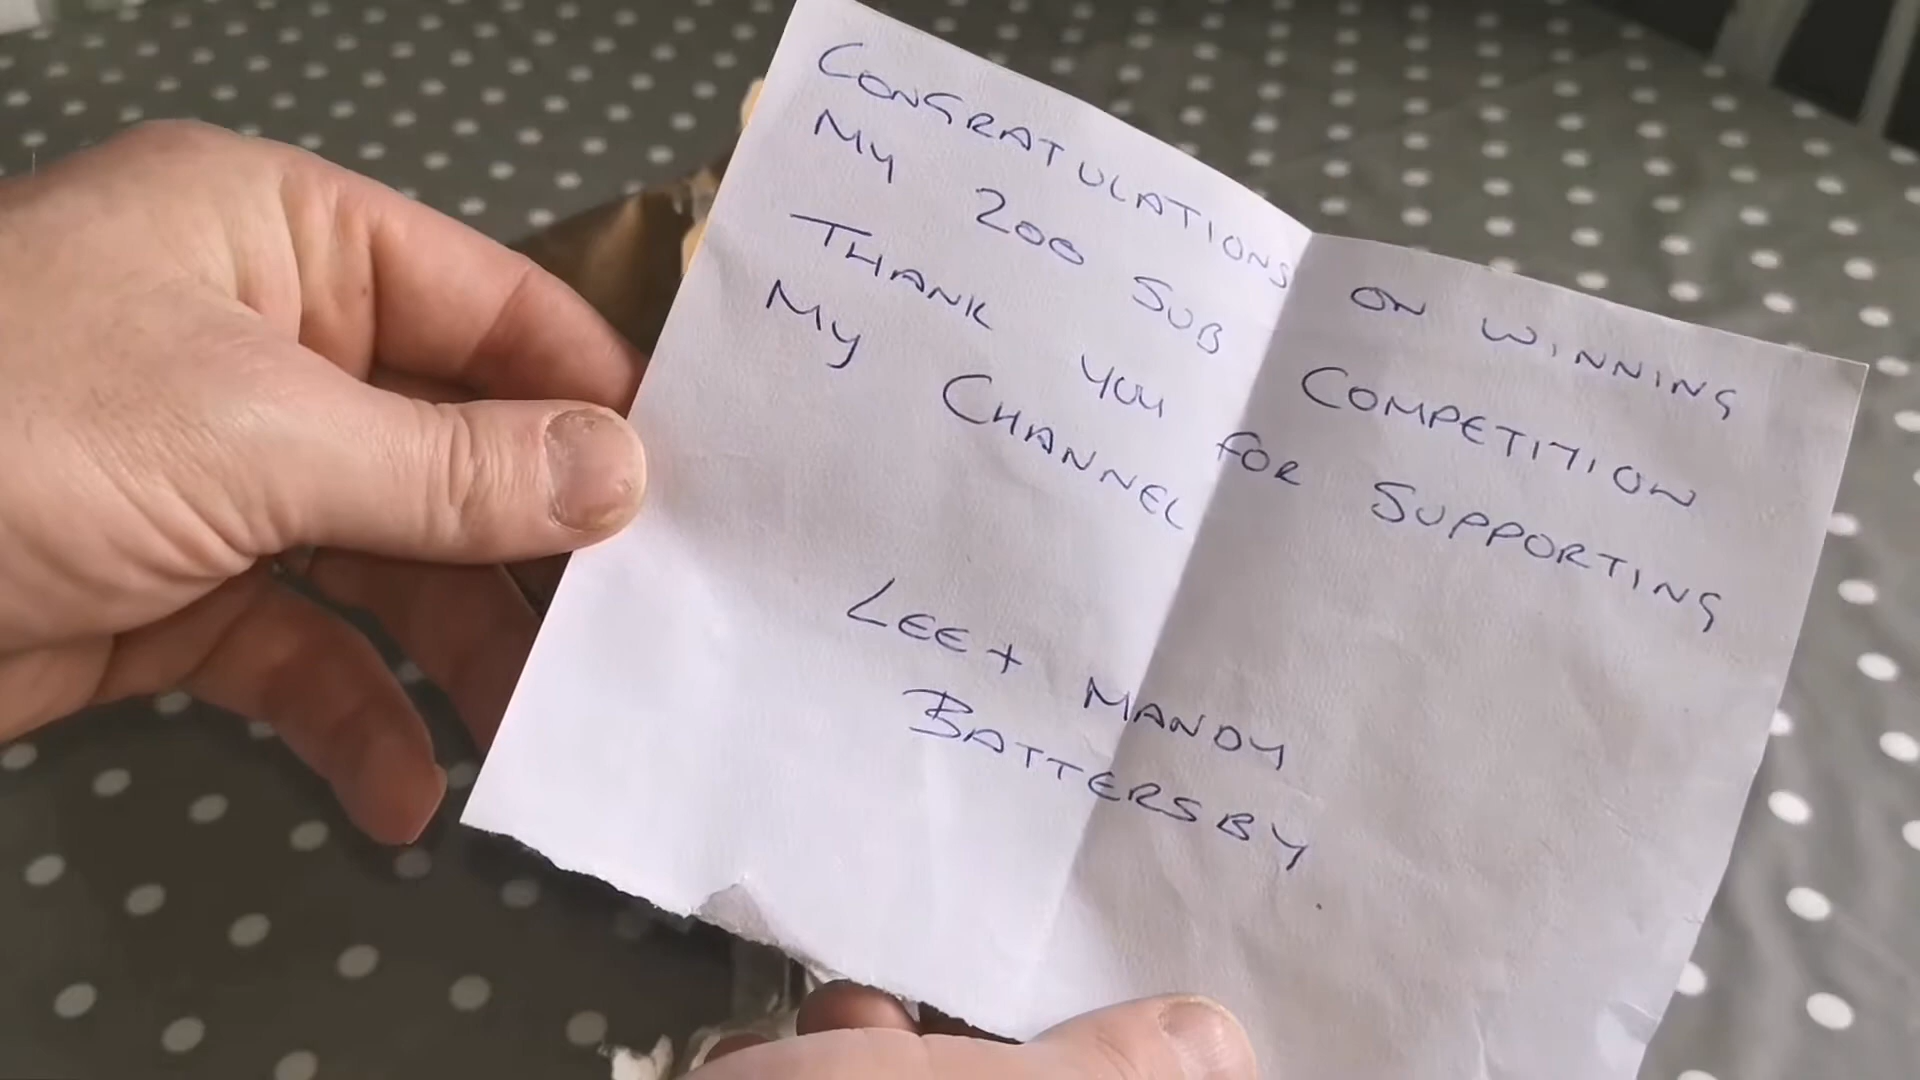 CONGRATULATIONS ON WINNING
MY 200 SUB COMPETITION
THANK YOU FOR SUPPORTING
MY CHANNEL
LEE + MANDY
BATTERSBY